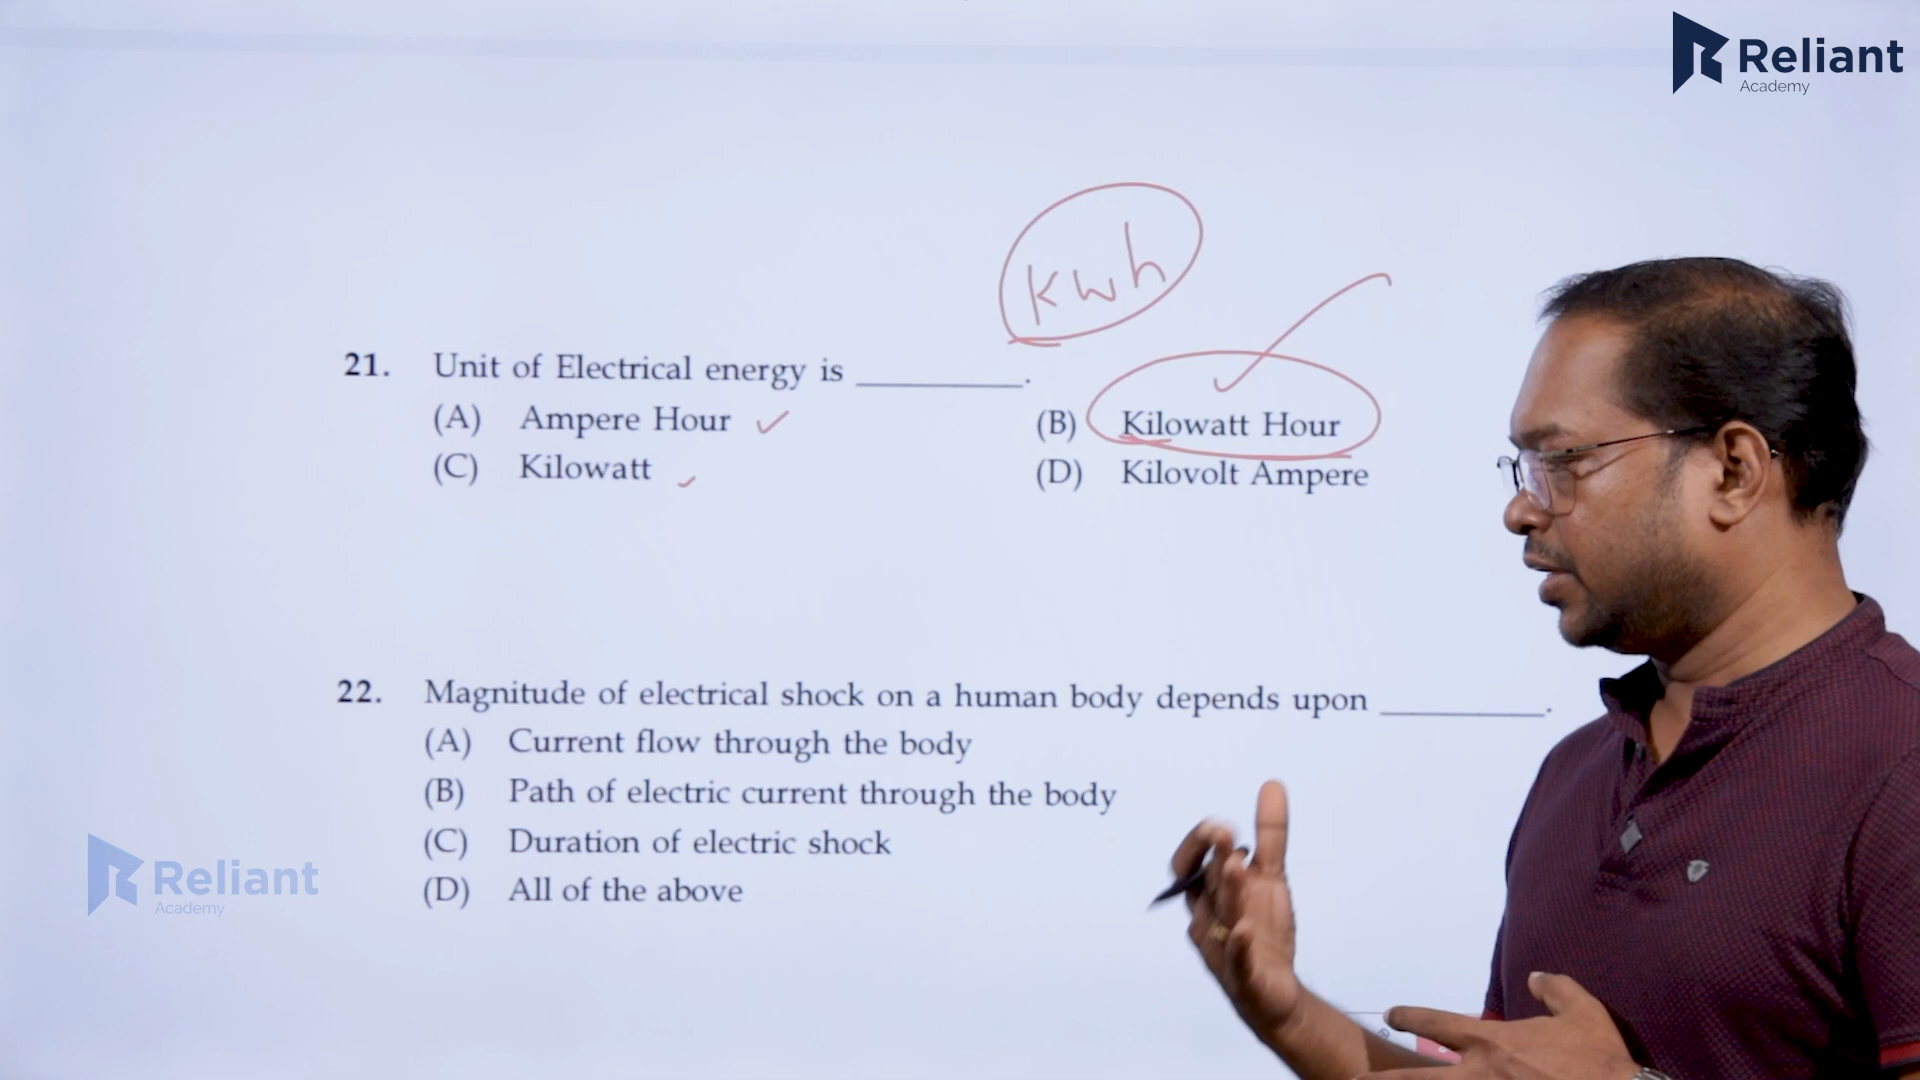 Reliant
Academy
Kwh
21. Unit of Electrical energy is __________.
(A) Ampere Hour
(B) Kilowatt Hour
(C) Kilowatt
(D) Kilovolt Ampere
22. Magnitude of electrical shock on a human body depends upon __________.
(A) Current flow through the body
(B) Path of electric current through the body
(C) Duration of electric shock
(D) All of the above
Reliant
Academy